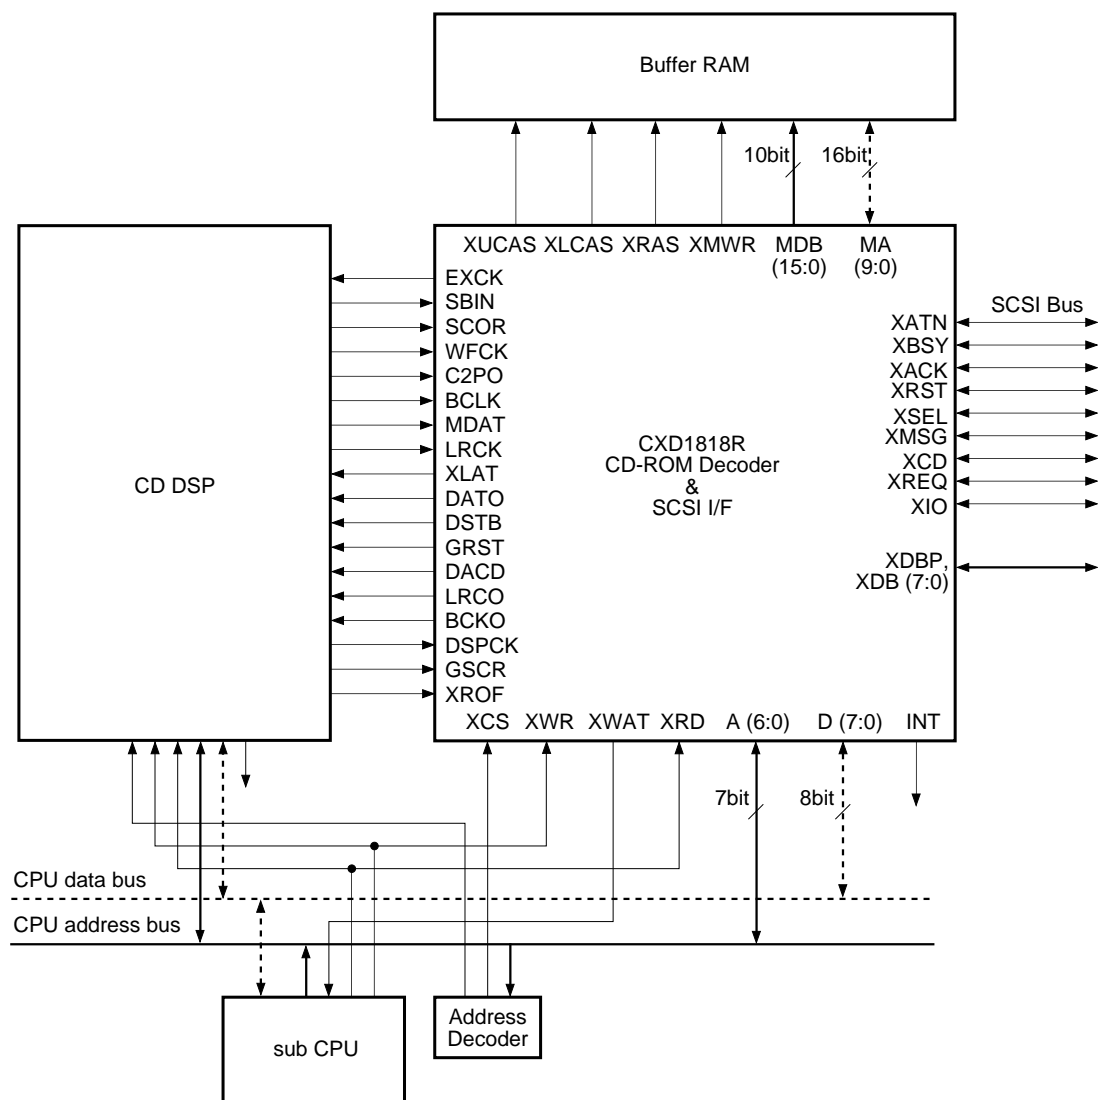 Buffer RAM
10bit
16bit
XUCAS
XLCAS
XRAS
XMWR
MDB
(15:0)
MA
(9:0)
EXCK
SBIN
SCOR
WFCK
C2PO
BCLK
MDAT
LRCK
XLAT
DATO
DSTB
GRST
DACD
LRCO
BCKO
DSPCK
GSCR
XROF
CD DSP
CXD1818R
CD-ROM Decoder
&
SCSI I/F
SCSI Bus
XATN
XBSY
XACK
XRST
XSEL
XMSG
XCD
XREQ
XIO
XDBP,
XDB (7:0)
XCS
XWR
XWAT
XRD
A (6:0)
D (7:0)
INT
7bit
8bit
CPU data bus
CPU address bus
sub CPU
Address
Decoder